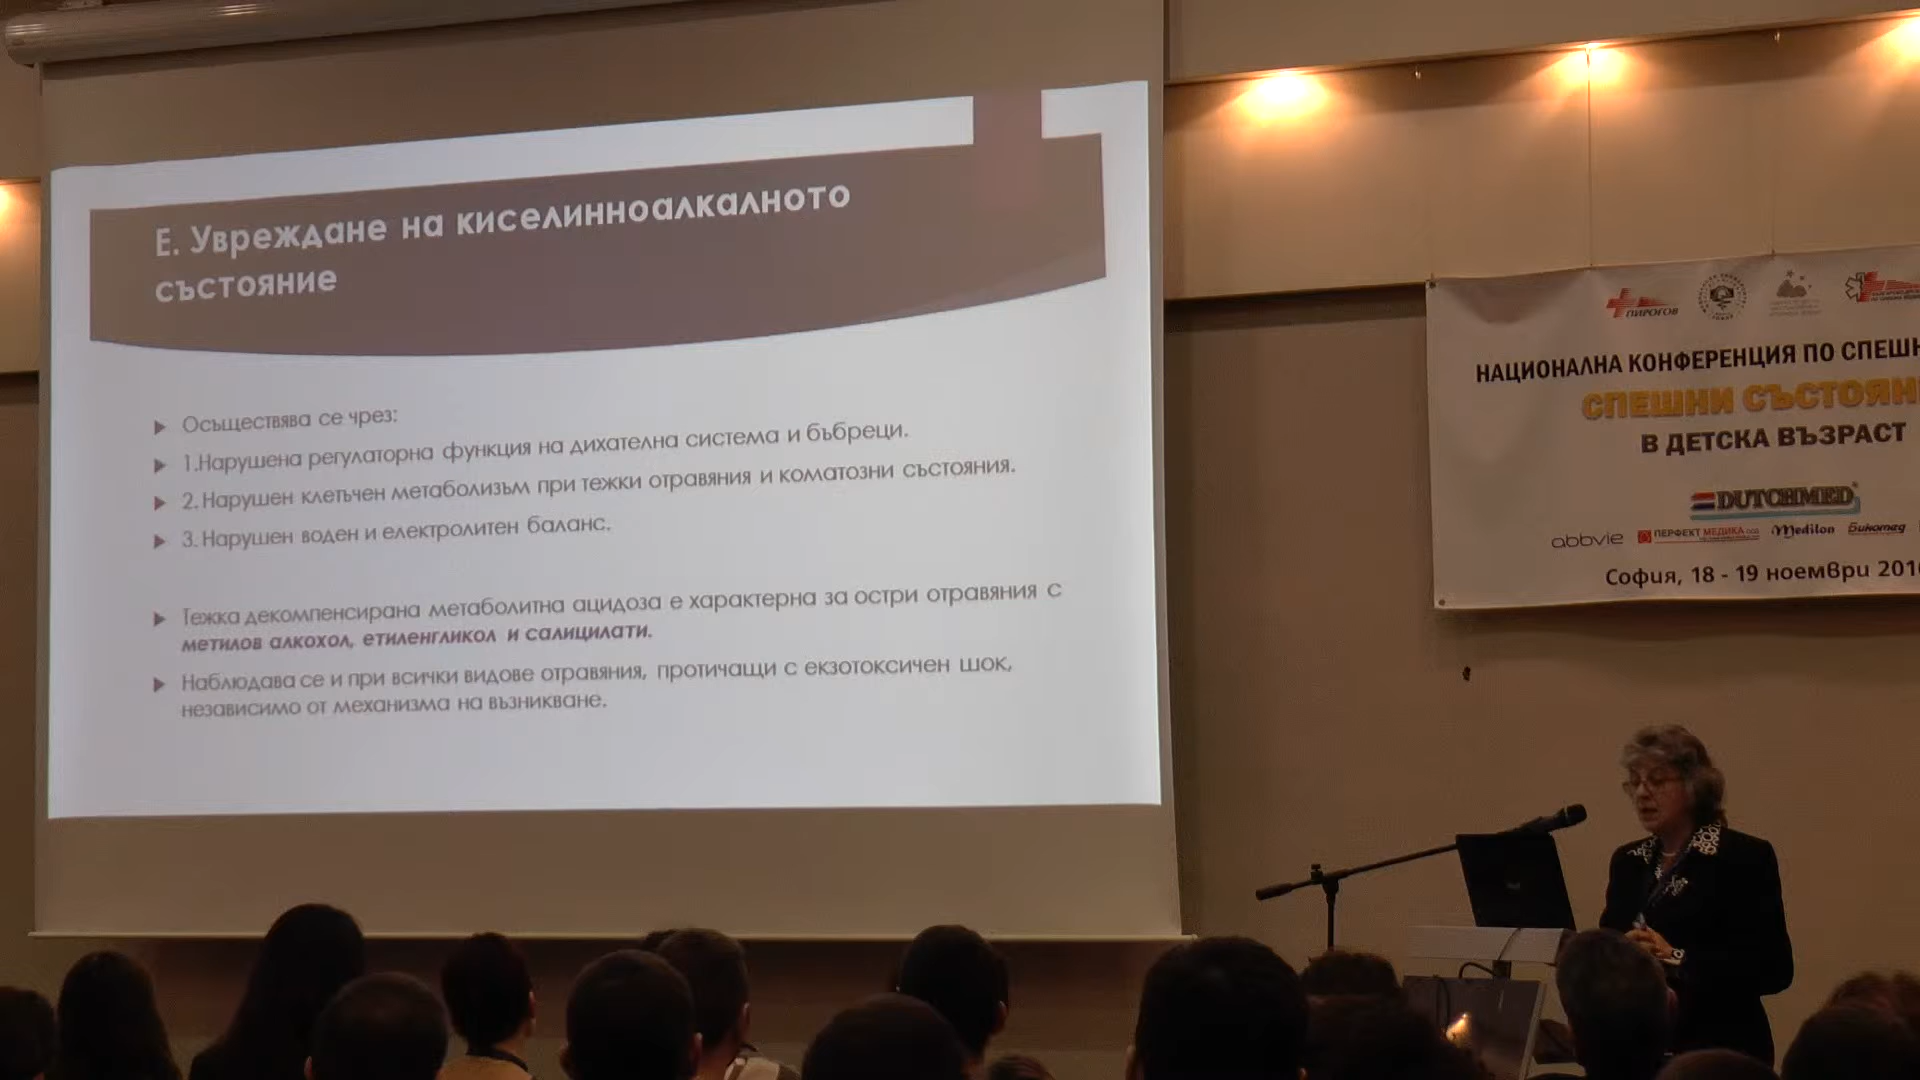 Е. Увреждане на киселинноалкалното
състояние
Осъществява се чрез:
1.Нарушена регулаторна функция на дихателна система и бъбреци.
2. Нарушен клетъчен метаболизъм при тежки отравяния и коматозни състояния.
3. Нарушен воден и електролитен баланс.
Тежка декомпенсирана метаболитна ацидоза е характерна за остри отравяния с
метилов алкохол, етиленгликол и салицилати.
Наблюдава се и при всички видове отравяния, протичащи с екзотоксичен шок,
независимо от механизма на възникване.
ПИРОГОВ
НАЦИОНАЛНА КОНФЕРЕНЦИЯ ПО СПЕШН
СПЕШНИ СЪСТОЯН
В ДЕТСКА ВЪЗРАСТ
DUTCHMED
abbvie ПЕРФЕКТ МЕДИКА Medilon Бикомед
София, 18 - 19 ноември 201